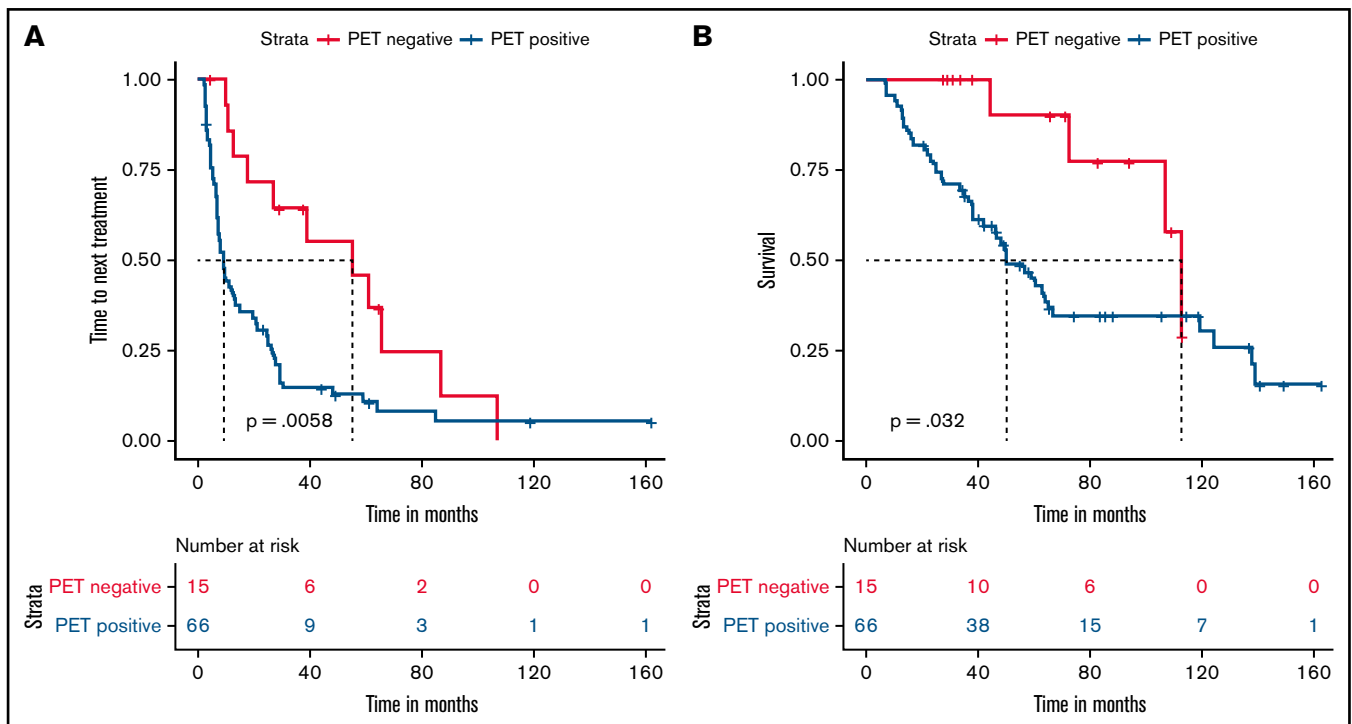 A
Strata PET negative PET positive
Time to next treatment
1.00
0.75
0.50
0.25
0.00
p = .0058
0 40 80 120 160
Time in months
Number at risk
Strata
PET negative 15 6 2 0 0
PET positive 66 9 3 1 1
0 40 80 120 160
Time in months
B
Strata PET negative PET positive
Survival
1.00
0.75
0.50
0.25
0.00
p = .032
0 40 80 120 160
Time in months
Number at risk
Strata
PET negative 15 10 6 0 0
PET positive 66 38 15 7 1
0 40 80 120 160
Time in months